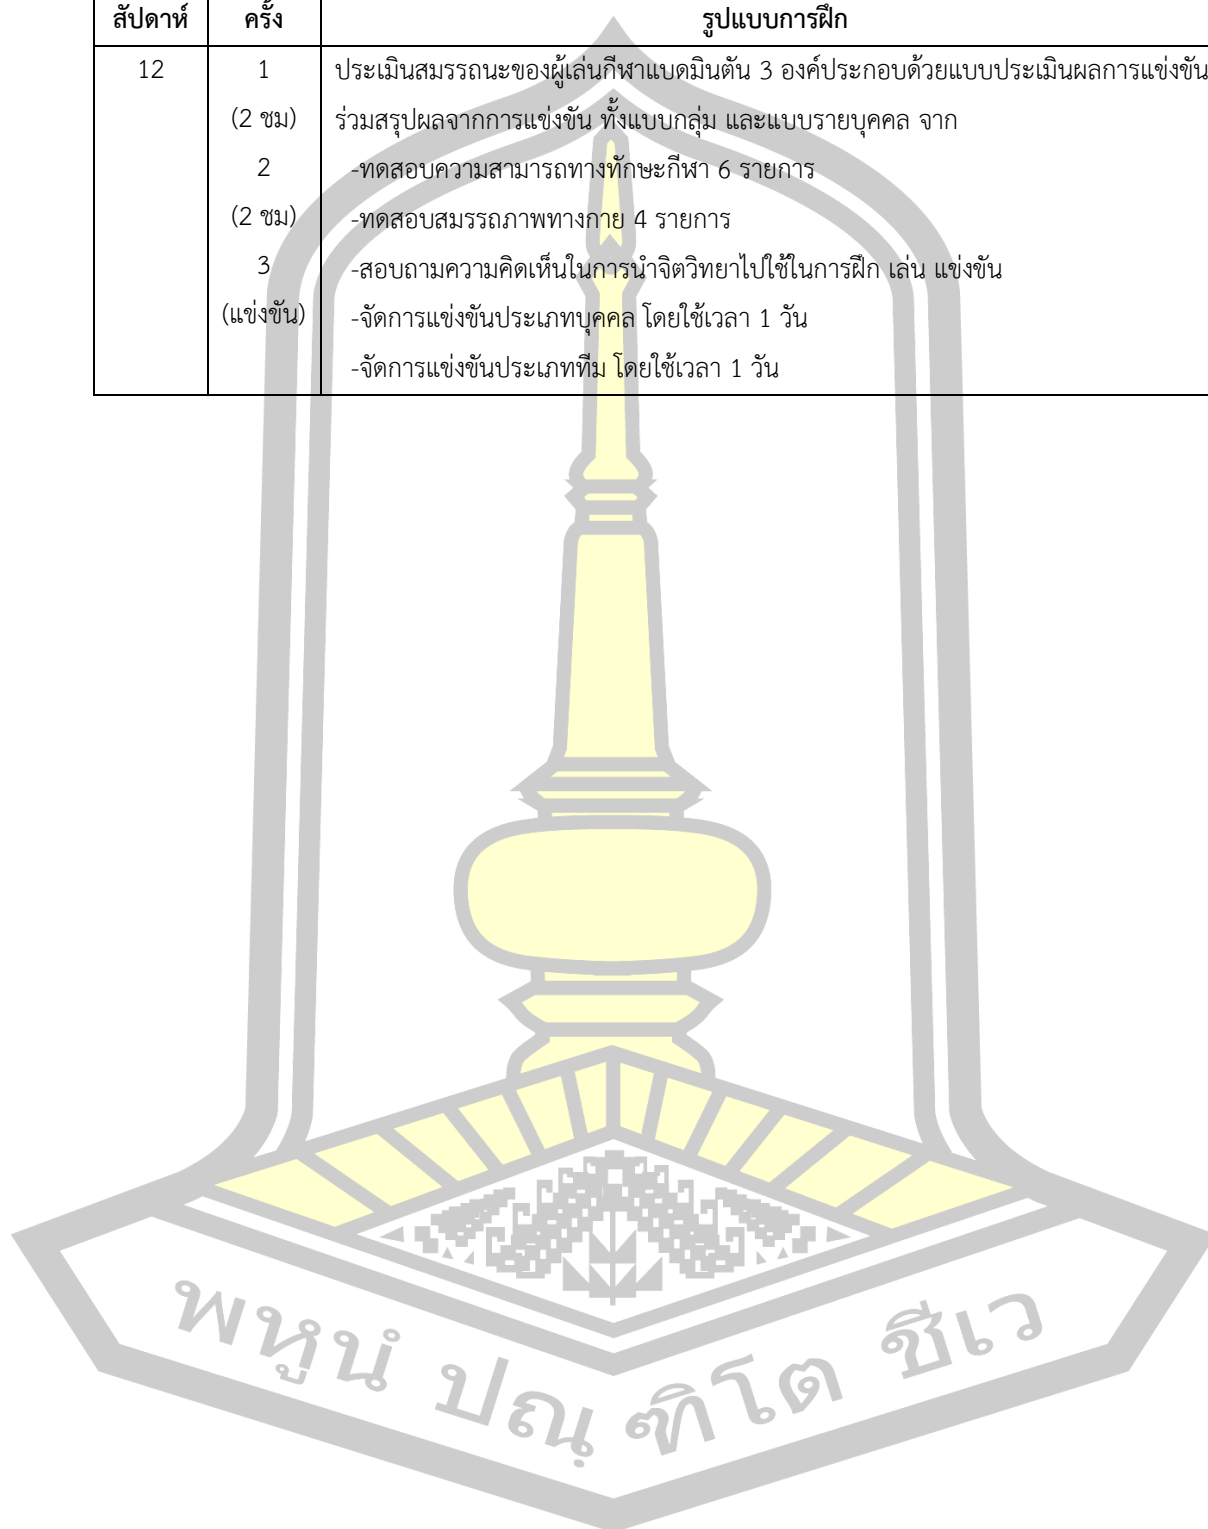 สัปดาห์ ครั้ง รูปแบบการฝึก
12 1 ประเมินสมรรถนะของผู้เล่นกีฬาแบดมินตัน 3 องค์ประกอบด้วยแบบประเมินผลการแข่งขัน
(2 ชม) ร่วมสรุปผลจากการแข่งขัน ทั้งแบบกลุ่ม และแบบรายบุคคล จาก
2 -ทดสอบความสามารถทางทักษะกีฬา 6 รายการ
(2 ชม) -ทดสอบสมรรถภาพทางกาย 4 รายการ
3 -สอบถามความคิดเห็นในการนำจิตวิทยาไปใช้ในการฝึก เล่น แข่งขัน
(แข่งขัน) -จัดการแข่งขันประเภทบุคคล โดยใช้เวลา 1 วัน
-จัดการแข่งขันประเภททีม โดยใช้เวลา 1 วัน
พหูนํ ปณฺฑิโต ชีเว